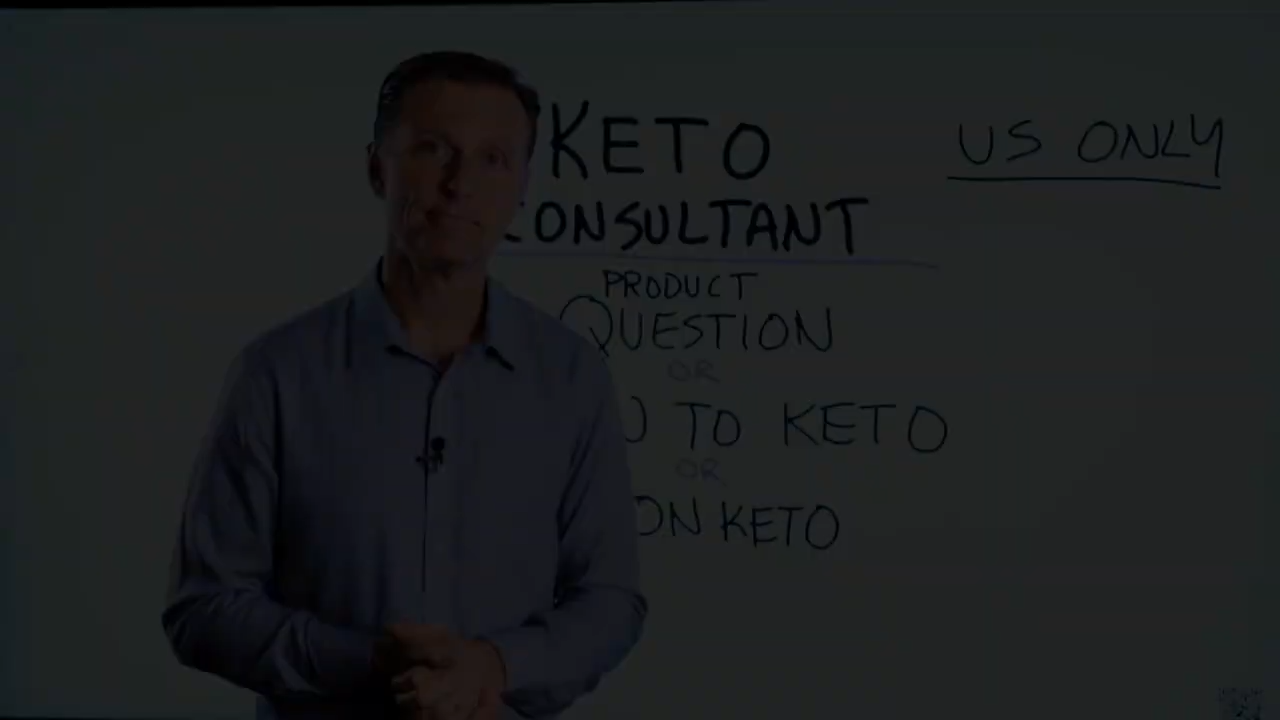 KETO
US ONLY
CONSULTANT
PRODUCT
QUESTION
OR
TO KETO
OR
ON KETO